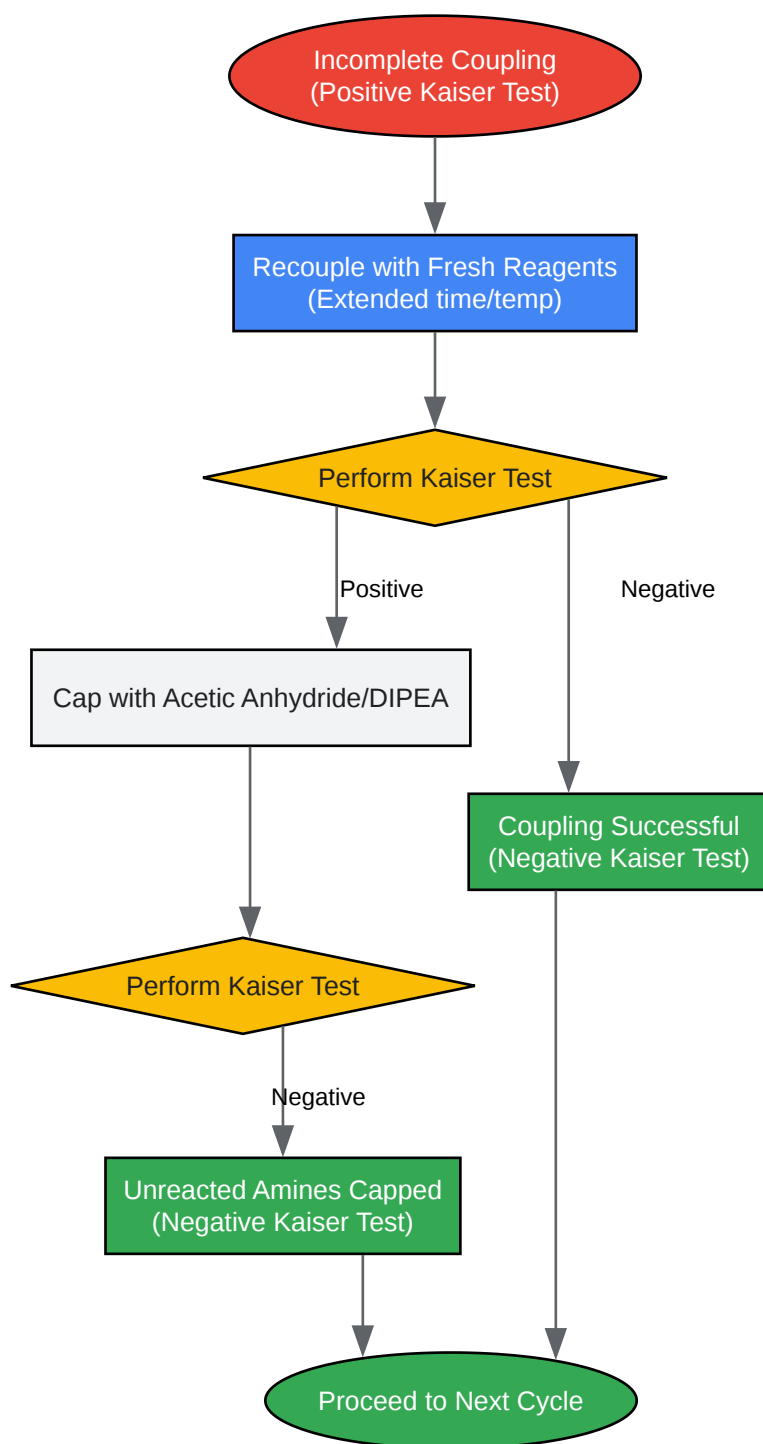 Incomplete Coupling
(Positive Kaiser Test)
Recouple with Fresh Reagents
(Extended time/temp)
Perform Kaiser Test
Positive
Negative
Cap with Acetic Anhydride/DIPEA
Coupling Successful
(Negative Kaiser Test)
Perform Kaiser Test
Negative
Unreacted Amines Capped
(Negative Kaiser Test)
Proceed to Next Cycle